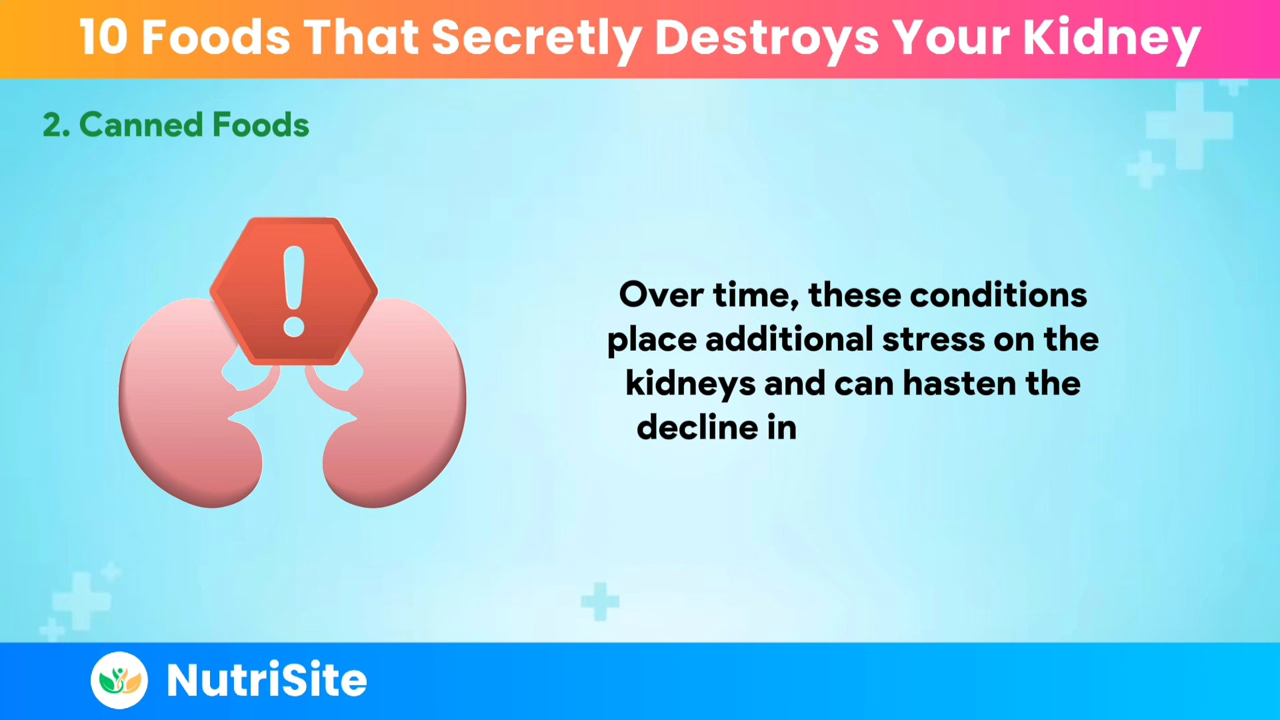 10 Foods That Secretly Destroys Your Kidney
2. Canned Foods
!
Over time, these conditions
place additional stress on the
kidneys and can hasten the
decline in
NutriSite